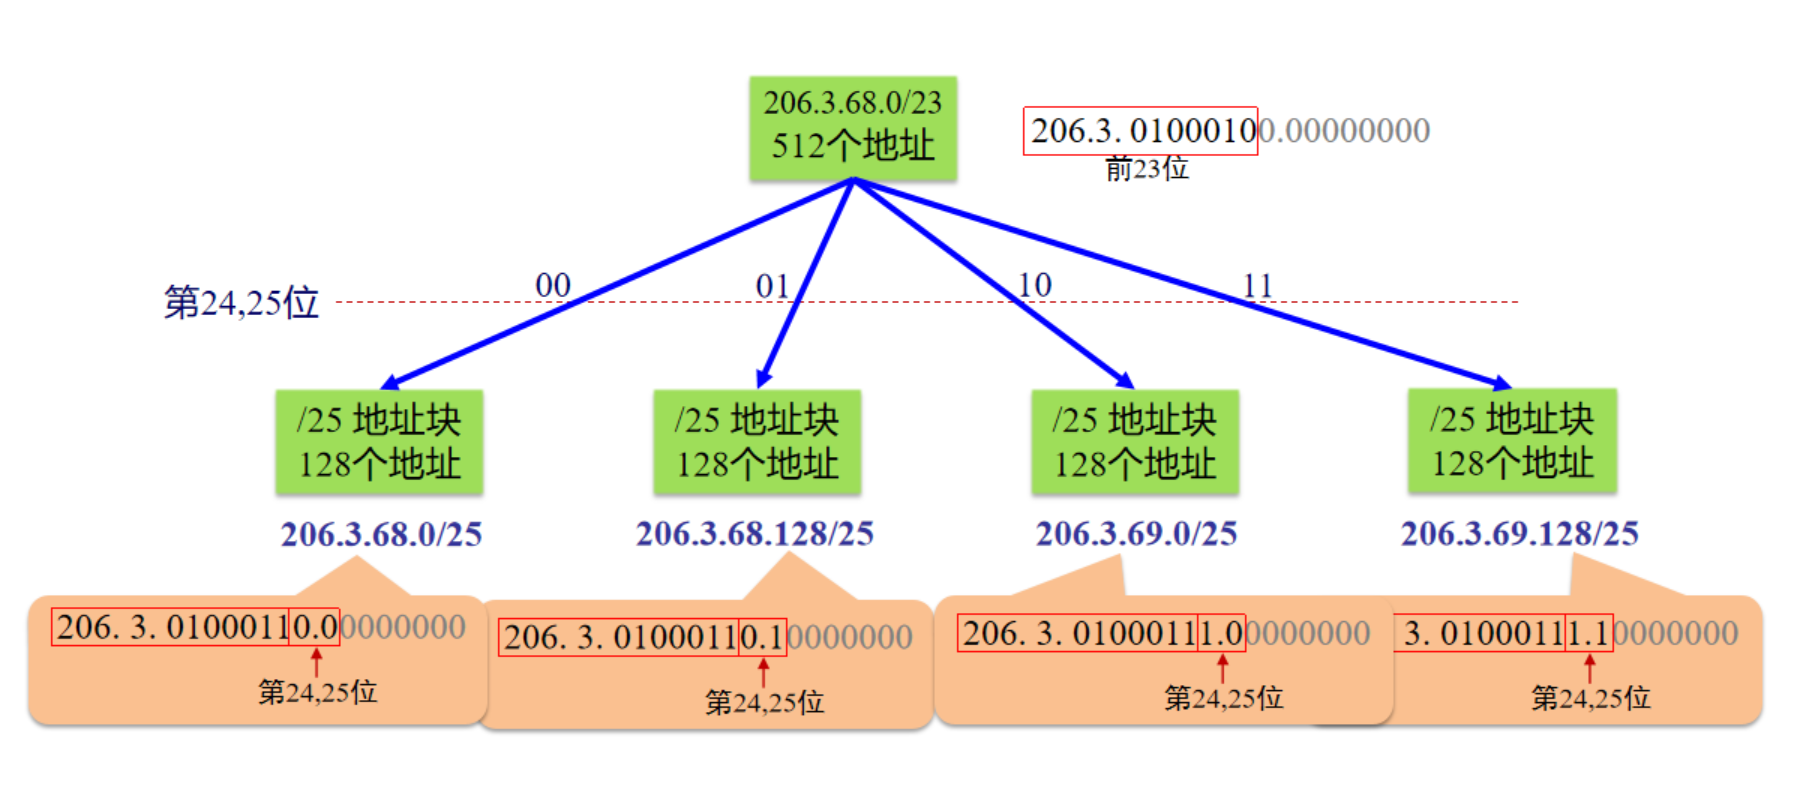 206.3.68.0/23
512个地址
206.3. 01000100.00000000
前23位
第24,25位
00
01
10
11
/25 地址块
128个地址
/25 地址块
128个地址
/25 地址块
128个地址
/25 地址块
128个地址
206.3.68.0/25
206.3.68.128/25
206.3.69.0/25
206.3.69.128/25
206. 3. 01000110.00000000
第24,25位
206. 3. 01000110.10000000
第24,25位
206. 3. 01000111.00000000
第24,25位
3. 01000111.10000000
第24,25位